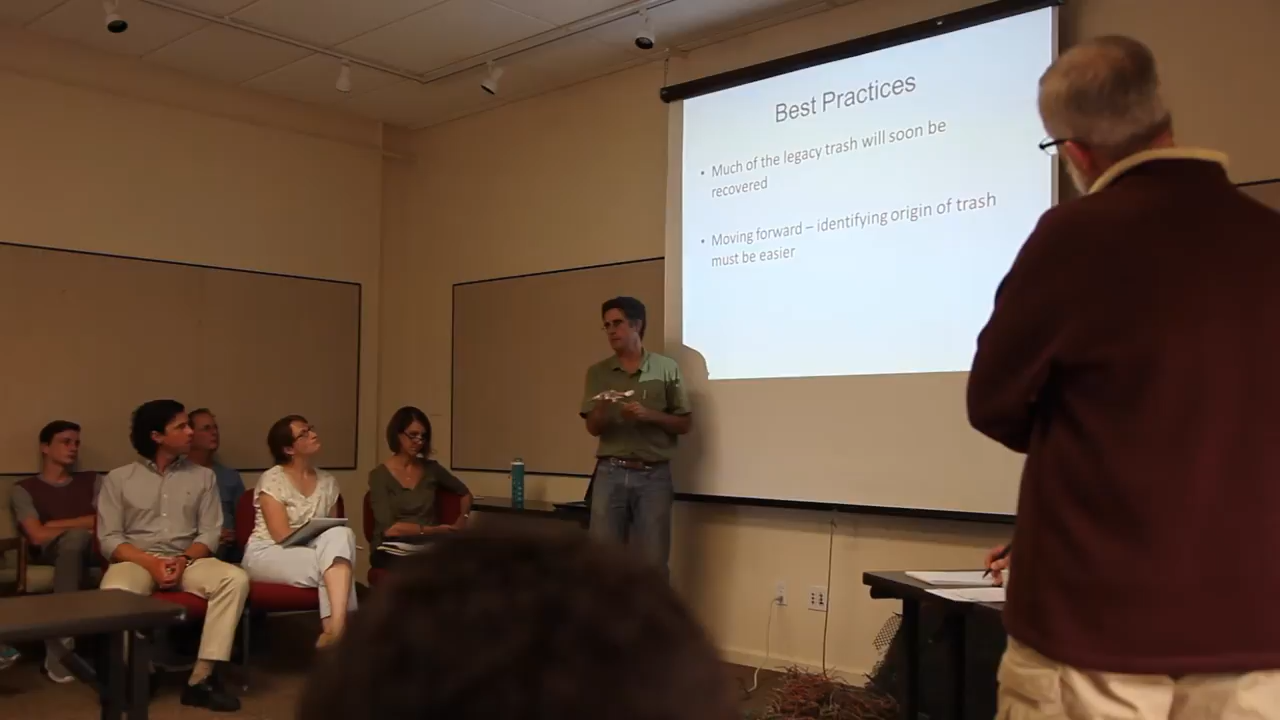 Best Practices
• Much of the legacy trash will soon be
recovered
• Moving forward – identifying origin of trash
must be easier